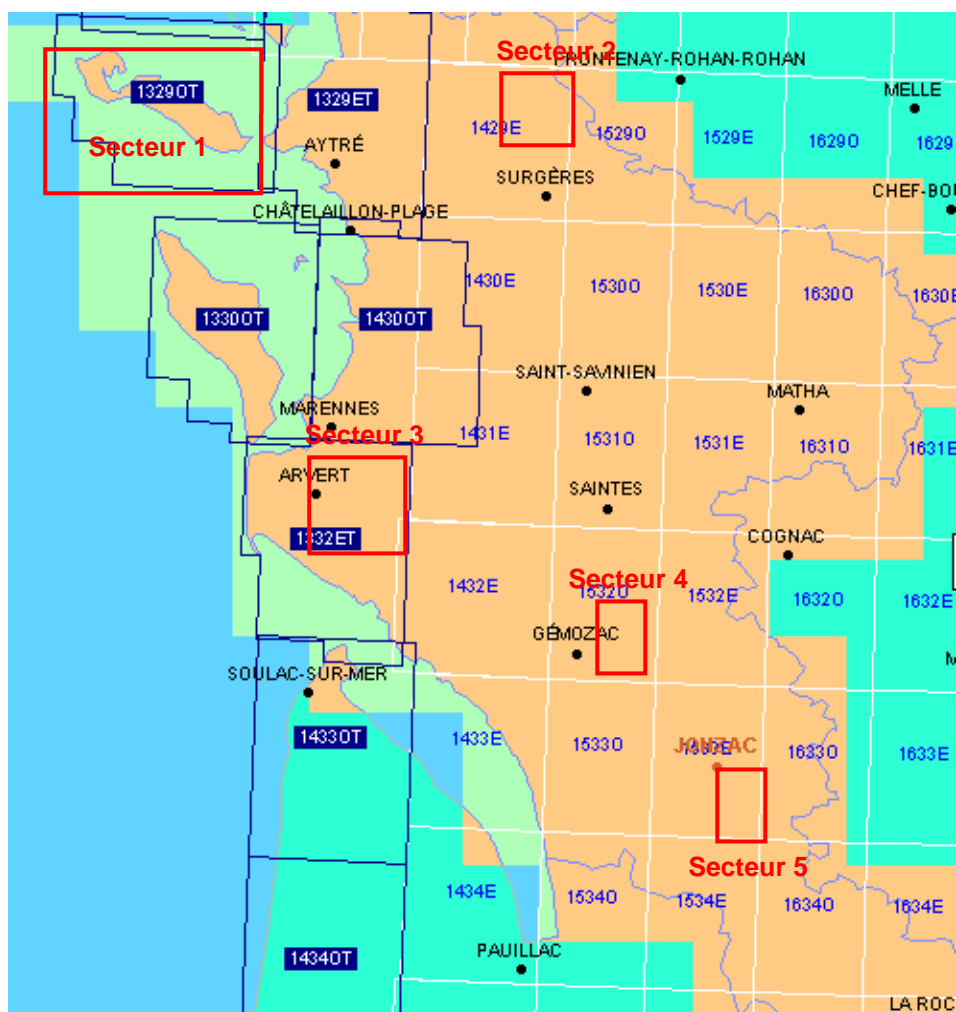 Secteur 2
FRONTENAY-ROHAN-ROHAN
1329OT
1329ET
MELLE
1429E
1529O
1529E
1629O
1629
Secteur 1
AYTRÉ
SURGÈRES
CHEF-BOU
CHÂTELAILLON-PLAGE
1430E
1530O
1530E
1630O
1630E
1330OT
1430OT
SAINT-SAVINIEN
MATHA
MARENNES
Secteur 3
1431E
1531O
1531E
1631O
1631E
ARVERT
SAINTES
1332ET
COGNAC
Secteur 4
1432E
1532O
1532E
1632O
1632E
GÉMOZAC
M
SOULAC-SUR-MER
1433OT
1433E
1533O
JONZAC
1633O
1633E
Secteur 5
1434E
1534O
1534E
1634O
1634E
1434OT
PAUILLAC
LA ROC